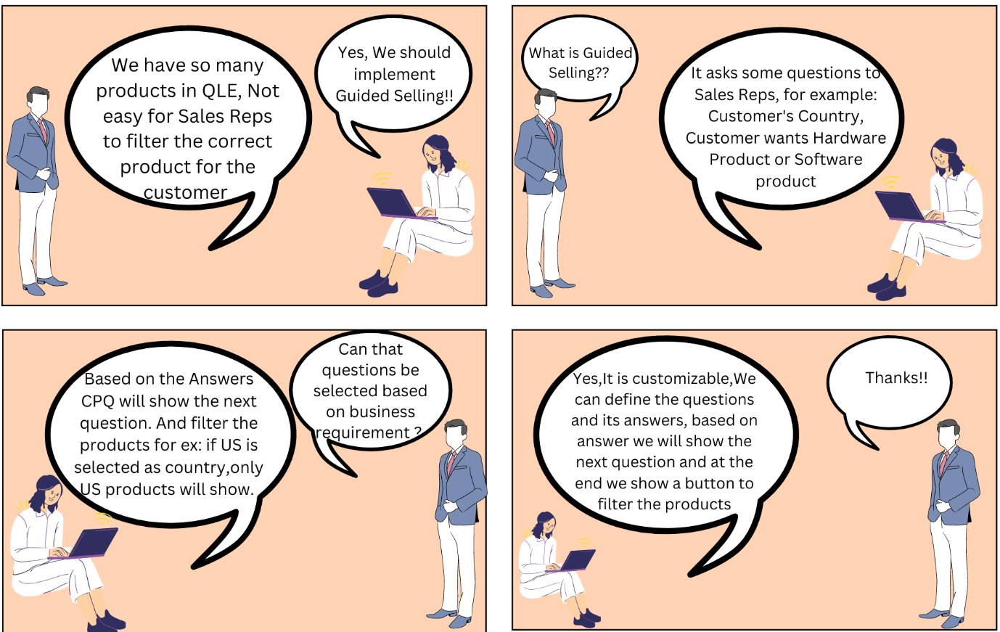 We have so many
products in QLE, Not
easy for Sales Reps
to filter the correct
product for the
customer
Yes, We should
implement
Guided Selling!!
What is Guided
Selling??
It asks some questions to
Sales Reps, for example:
Customer's Country,
Customer wants Hardware
Product or Software
product
Based on the Answers
CPQ will show the next
question. And filter the
products for ex: if US is
selected as country,only
US products will show.
Can that
questions be
selected based
on business
requirement ?
Yes,It is customizable,We
can define the questions
and its answers, based on
answer we will show the
next question and at the
end we show a button to
filter the products
Thanks!!